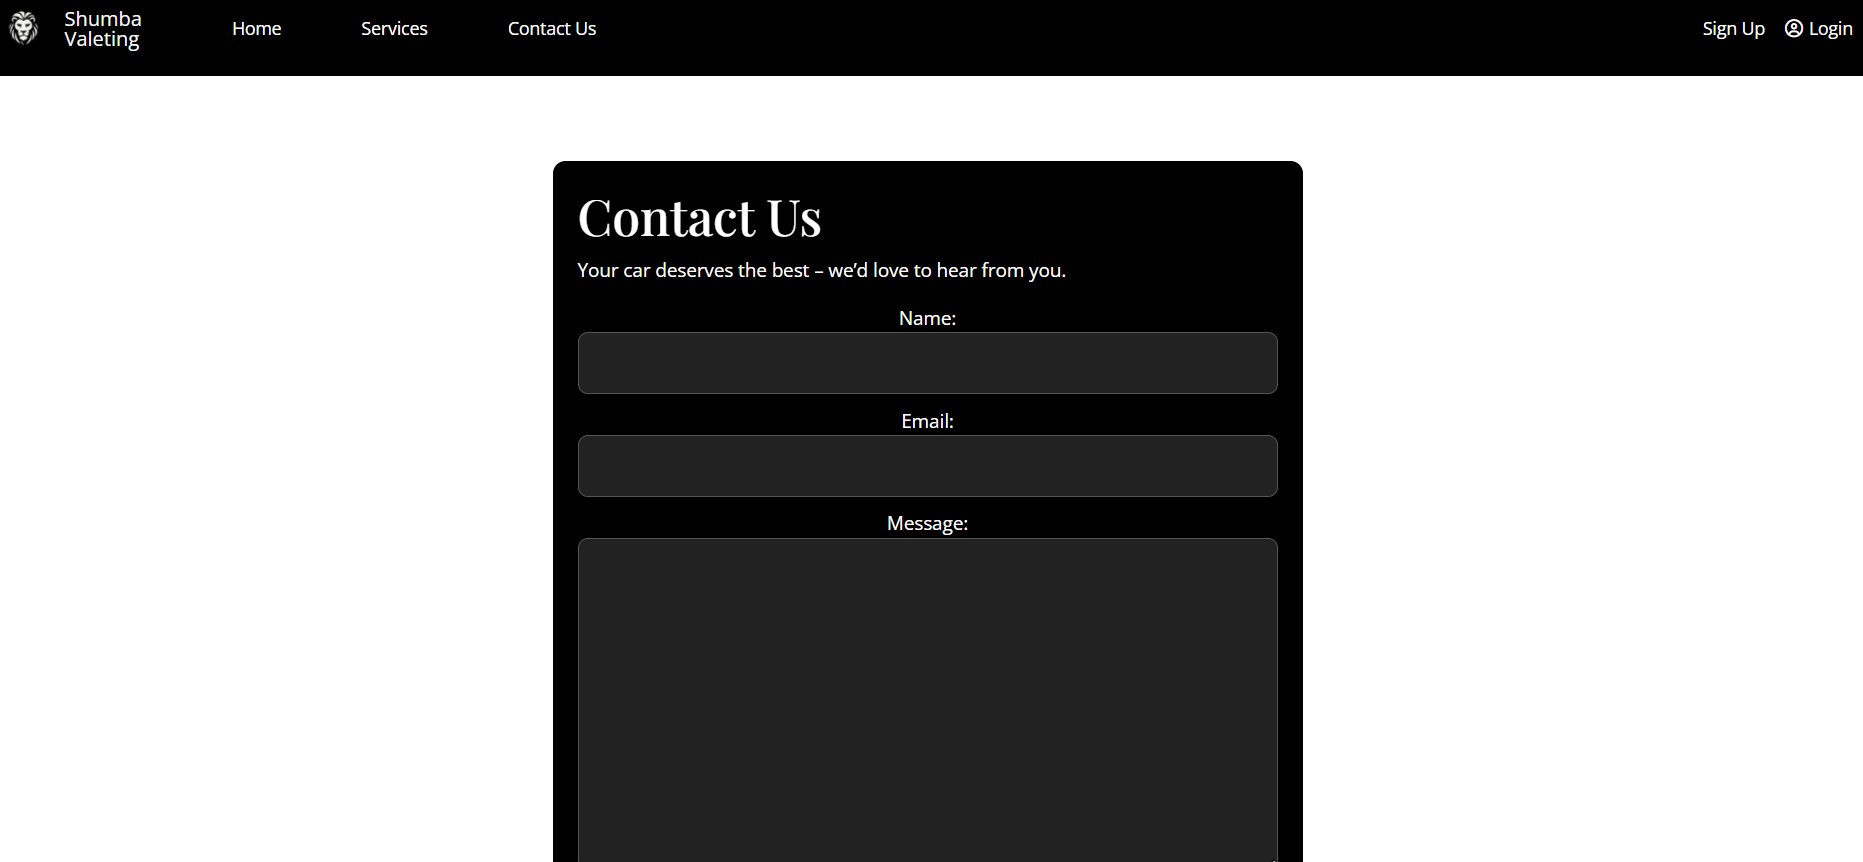 Shumba
Valeting
Home
Services
Contact Us
Sign Up
Login
Contact Us
Your car deserves the best – we’d love to hear from you.
Name:
Email:
Message: